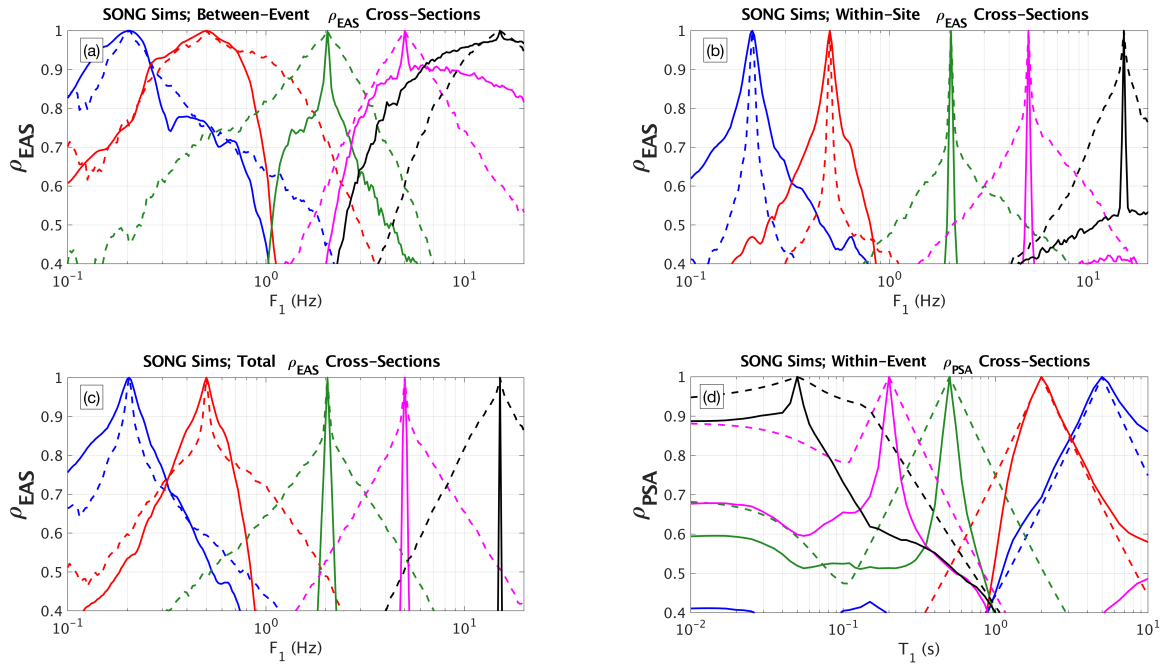 SONG Sims; Between-Event ρEAS Cross-Sections
(a)
1
0.9
0.8
0.7
0.6
0.5
0.4
ρEAS
10-1 100 101
F1 (Hz)
SONG Sims; Within-Site ρEAS Cross-Sections
(b)
1
0.9
0.8
0.7
0.6
0.5
0.4
ρEAS
10-1 100 101
F1 (Hz)
SONG Sims; Total ρEAS Cross-Sections
(c)
1
0.9
0.8
0.7
0.6
0.5
0.4
ρEAS
10-1 100 101
F1 (Hz)
SONG Sims; Within-Event ρPSA Cross-Sections
(d)
1
0.9
0.8
0.7
0.6
0.5
0.4
ρPSA
10-2 10-1 100 101
T1 (s)